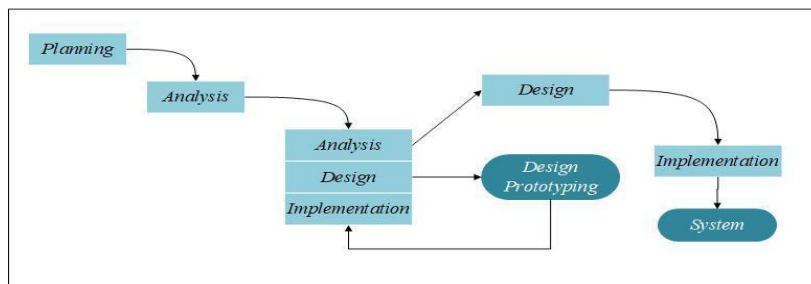 Planning
Analysis
Analysis
Design
Implementation
Design
Prototyping
Design
Implementation
System